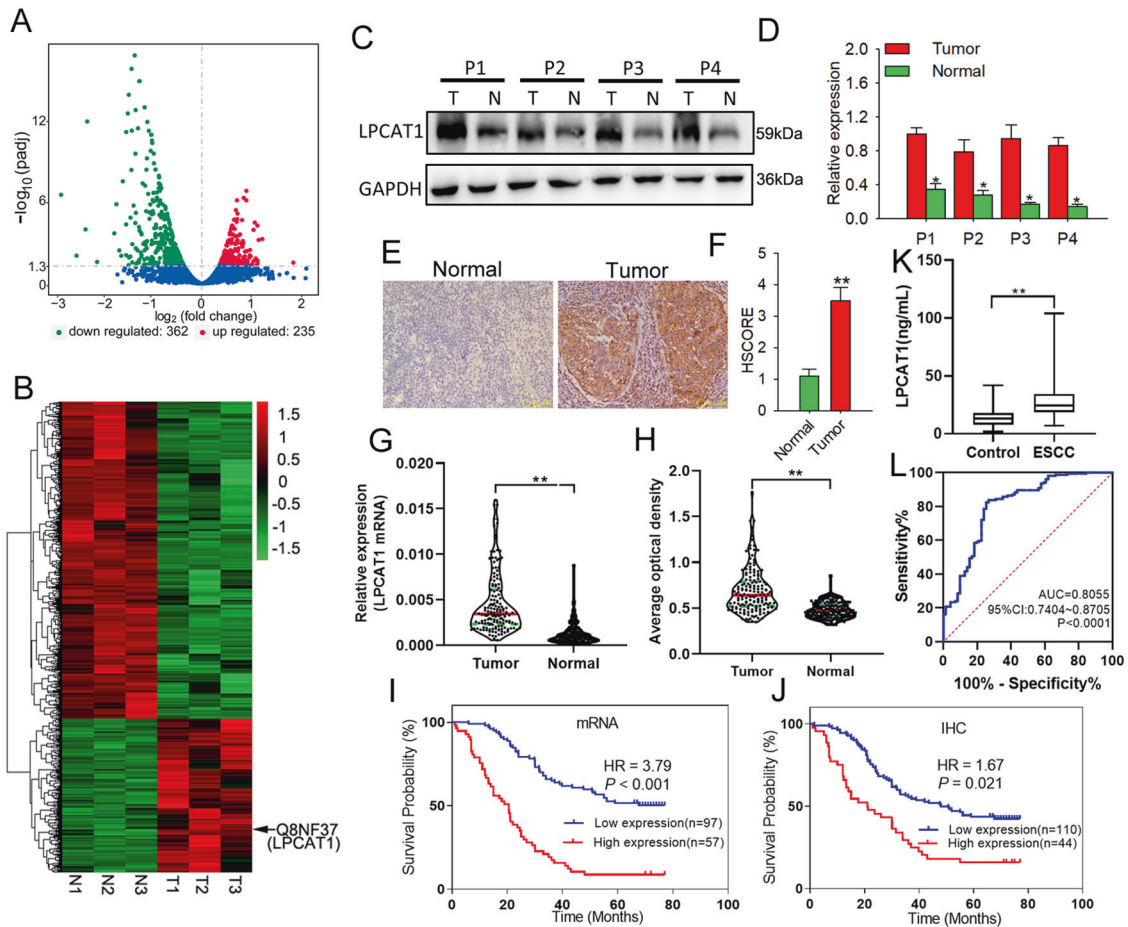 A
−log10 (padj)
12
6
1.3
0
−3
−2
−1
0
1
2
log2 (fold change)
down regulated: 362
up regulated: 235
B
1.5
1
0.5
0
-0.5
-1
-1.5
Q8NF37
(LPCAT1)
N1
N2
N3
T1
T2
T3
C
P1
P2
P3
P4
T
N
T
N
T
N
T
N
LPCAT1
59kDa
GAPDH
36kDa
D
Tumor
Normal
Relative expression
2.0
1.6
1.2
0.8
0.4
0.0
*
*
*
*
P1
P2
P3
P4
E
Normal
Tumor
F
HSCORE
6
5
4
3
2
1
0
**
Normal
Tumor
G
Relative expression
(LPCAT1 mRNA)
0.020
0.015
0.010
0.005
0.000
**
Tumor
Normal
H
Average optical density
2.0
1.5
1.0
0.5
0.0
**
Tumor
Normal
K
LPCAT1(ng/mL)
150
100
50
0
**
Control
ESCC
L
Sensitivity%
100
80
60
40
20
0
AUC=0.8055
95%CI:0.7404~0.8705
P<0.0001
0
20
40
60
80
100
100% - Specificity%
I
mRNA
Survival Probability (%)
100
50
0
HR = 3.79
P < 0.001
Low expression(n=97)
High expression(n=57)
0
20
40
60
80
100
Time (Months)
J
IHC
Survival Probability (%)
100
50
0
HR = 1.67
P = 0.021
Low expression(n=110)
High expression(n=44)
0
20
40
60
80
100
Time (Months)